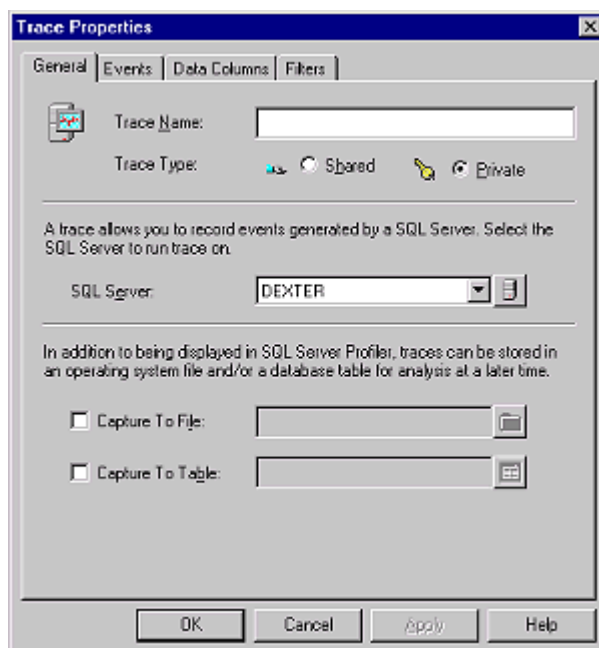 Trace Properties
General Events Data Columns Filters
Trace Name:
Trace Type: Shared Private
A trace allows you to record events generated by a SQL Server. Select the
SQL Server to run trace on.
SQL Server: DEXTER
In addition to being displayed in SQL Server Profiler, traces can be stored in
an operating system file and/or a database table for analysis at a later time.
Capture To File:
Capture To Table:
OK Cancel Apply Help